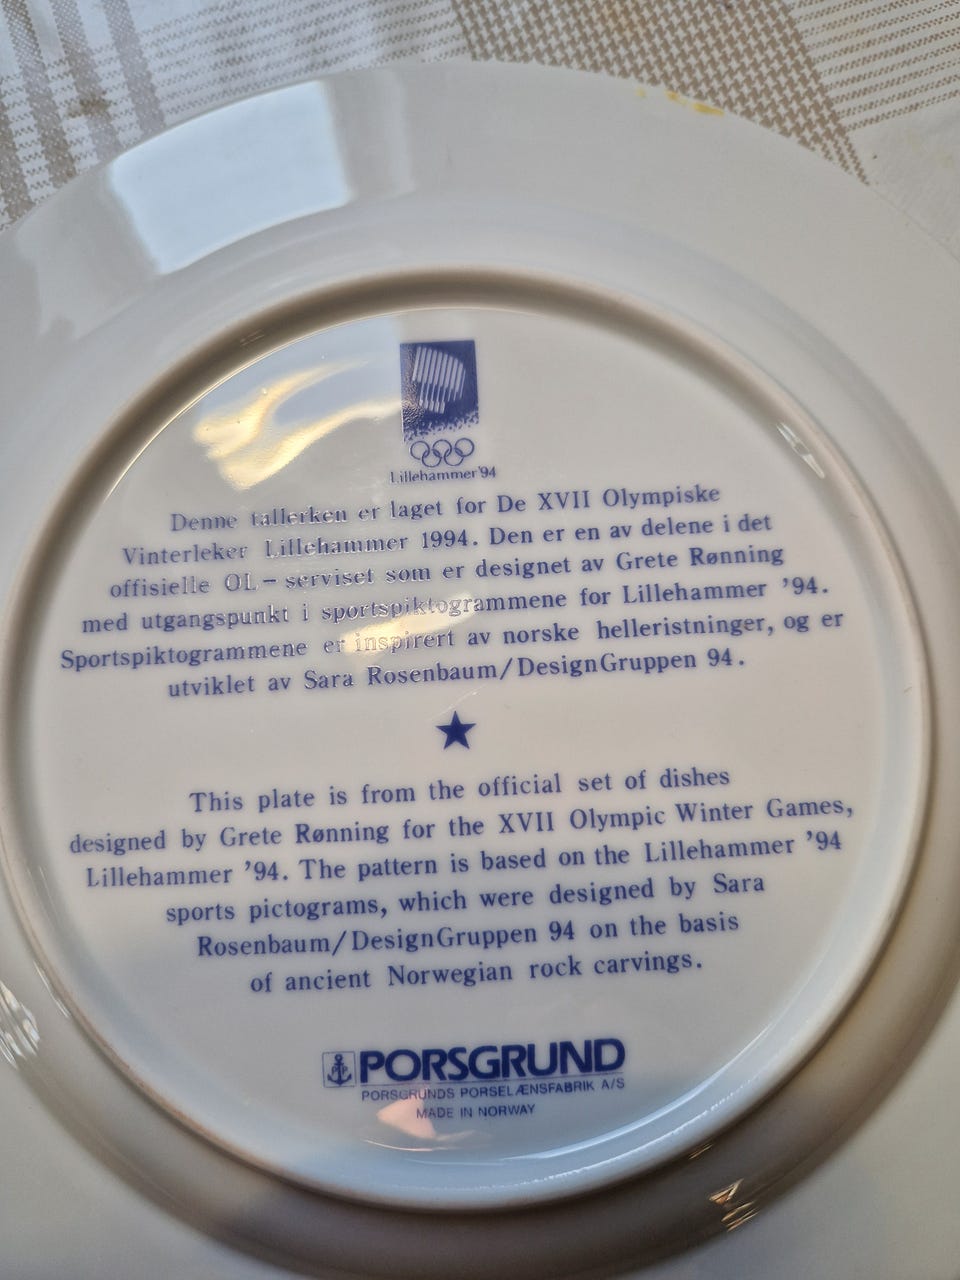 Lillehammer '94
Denne tallerken er laget for De XVII Olympiske
Vinterleker Lillehammer 1994. Den er en av delene i det
offisielle OL-serviset som er designet av Grete Rønning
med utgangspunkt i sportspiktogrammene for Lillehammer '94.
Sportspiktogrammene er inspirert av norske helleristninger, og er
utviklet av Sara Rosenbaum/DesignGruppen 94.
This plate is from the official set of dishes
designed by Grete Rønning for the XVII Olympic Winter Games,
Lillehammer '94. The pattern is based on the Lillehammer '94
sports pictograms, which were designed by Sara
Rosenbaum/DesignGruppen 94 on the basis
of ancient Norwegian rock carvings.
PP PORSGRUND
PORSGRUNDS PORSELÆNSFABRIK A/S
MADE IN NORWAY